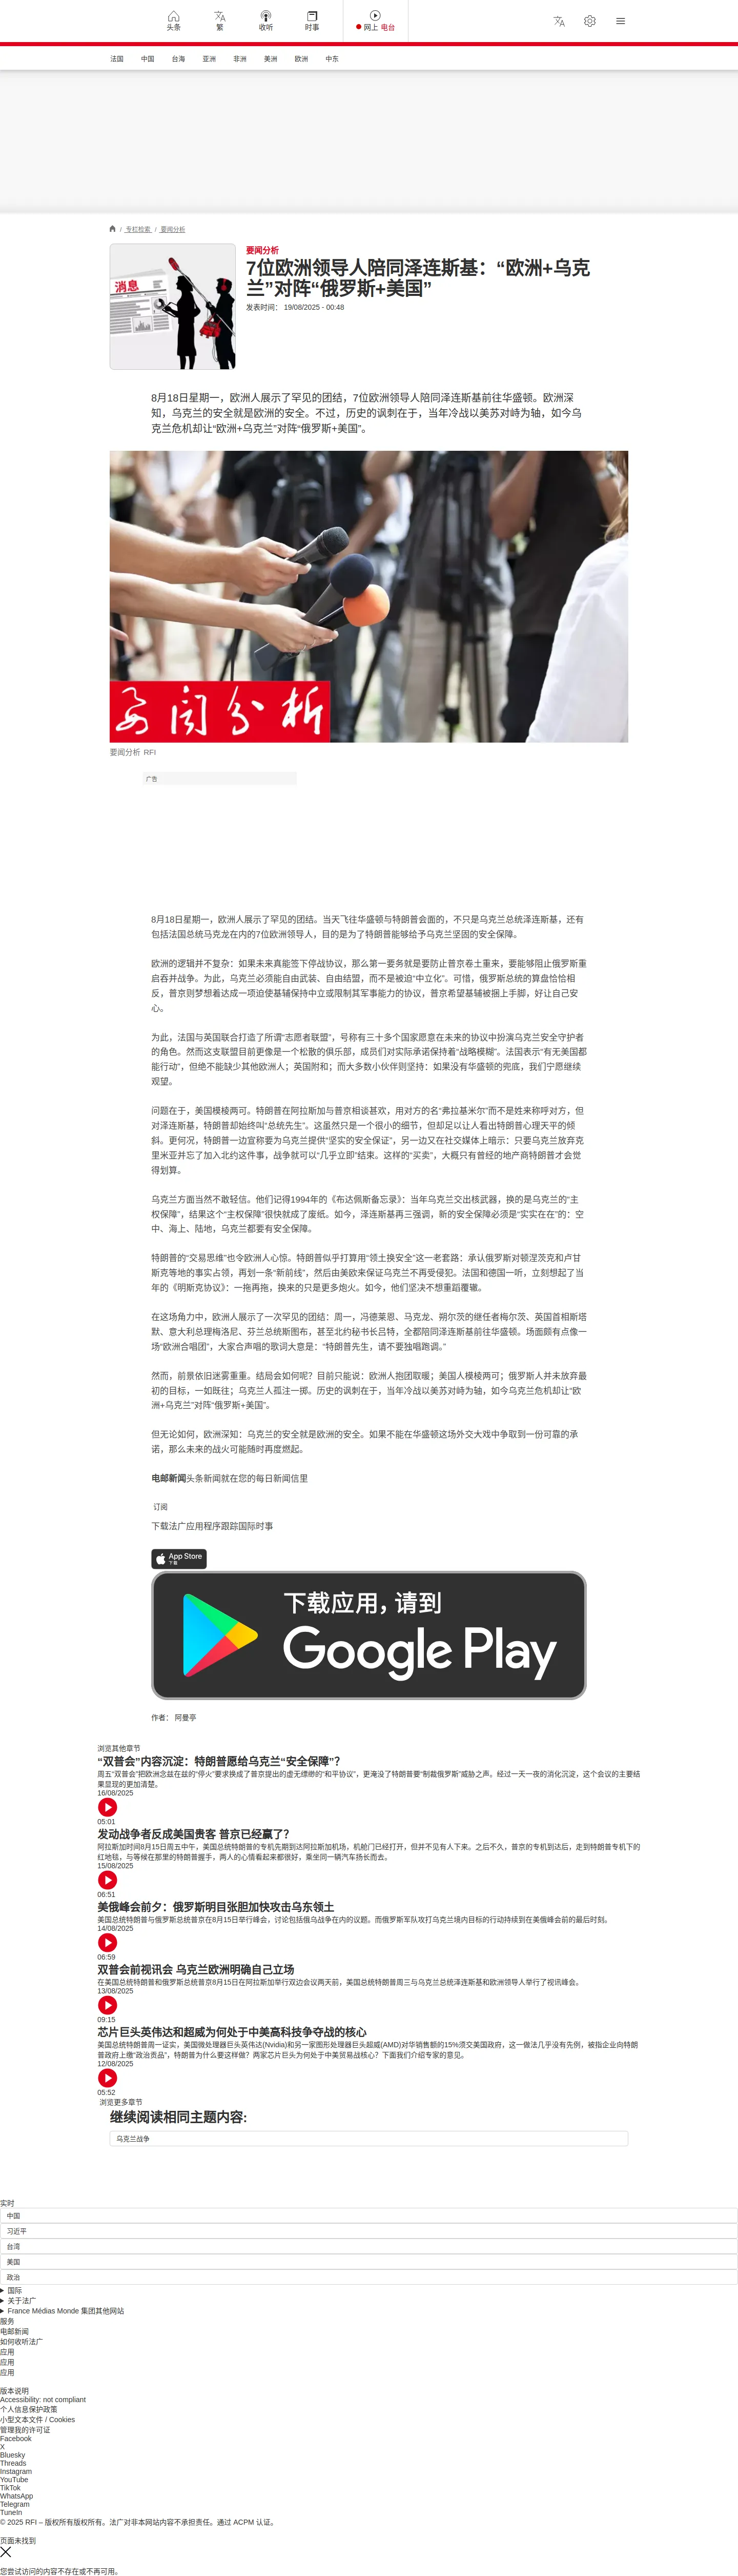 头条
繁
收听
时事
网上 电台
法国 中国 台海 亚洲 非洲 美洲 欧洲 中东
/ 专栏检索 / 要闻分析
消息
要闻分析
7位欧洲领导人陪同泽连斯基：“欧洲+乌克
兰”对阵“俄罗斯+美国”
发表时间： 19/08/2025 - 00:48
8月18日星期一，欧洲人展示了罕见的团结，7位欧洲领导人陪同泽连斯基前往华盛顿。欧洲深
知，乌克兰的安全就是欧洲的安全。不过，历史的讽刺在于，当年冷战以美苏对峙为轴，如今乌
克兰危机却让“欧洲+乌克兰”对阵“俄罗斯+美国”。
要闻分析
要闻分析 RFI
广告
8月18日星期一，欧洲人展示了罕见的团结。当天飞往华盛顿与特朗普会面的，不只是乌克兰总统泽连斯基，还有
包括法国总统马克龙在内的7位欧洲领导人，目的是为了特朗普能够给予乌克兰坚固的安全保障。
欧洲的逻辑并不复杂：如果未来真能签下停战协议，那么第一要务就是要防止普京卷土重来，要能够阻止俄罗斯重
启吞并战争。为此，乌克兰必须能自由武装、自由结盟，而不是被迫“中立化”。可惜，俄罗斯总统的算盘恰恰相
反，普京则梦想着达成一项迫使基辅保持中立或限制其军事能力的协议，普京希望基辅被捆上手脚，好让自己安
心。
为此，法国与英国联合打造了所谓“志愿者联盟”，号称有三十多个国家愿意在未来的协议中扮演乌克兰安全守护者
的角色。然而这支联盟目前更像是一个松散的俱乐部，成员们对实际承诺保持着“战略模糊”。法国表示“有无美国都
能行动”，但绝不能缺少其他欧洲人；英国附和；而大多数小伙伴则坚持：如果没有华盛顿的兜底，我们宁愿继续
观望。
问题在于，美国模棱两可。特朗普在阿拉斯加与普京相谈甚欢，用对方的名“弗拉基米尔”而不是姓来称呼对方，但
对泽连斯基，特朗普却始终叫“总统先生”。这虽然只是一个很小的细节，但却足以让人看出特朗普心理天平的倾
斜。更何况，特朗普一边宣称要为乌克兰提供“坚实的安全保证”，另一边又在社交媒体上暗示：只要乌克兰放弃克
里米亚并忘了加入北约这件事，战争就可以“几乎立即”结束。这样的“买卖”，大概只有曾经的地产商特朗普才会觉
得划算。
乌克兰方面当然不敢轻信。他们记得1994年的《布达佩斯备忘录》：当年乌克兰交出核武器，换的是乌克兰的“主
权保障”，结果这个“主权保障”很快就成了废纸。如今，泽连斯基再三强调，新的安全保障必须是“实实在在”的：空
中、海上、陆地，乌克兰都要有安全保障。
特朗普的“交易思维”也令欧洲人心惊。特朗普似乎打算用“领土换安全”这一老套路：承认俄罗斯对顿涅茨克和卢甘
斯克等地的事实占领，再划一条“新前线”，然后由美欧来保证乌克兰不再受侵犯。法国和德国一听，立刻想起了当
年的《明斯克协议》：一拖再拖，换来的只是更多炮火。如今，他们坚决不想重蹈覆辙。
在这场角力中，欧洲人展示了一次罕见的团结：周一，冯德莱恩、马克龙、朔尔茨的继任者梅尔茨、英国首相斯塔
默、意大利总理梅洛尼、芬兰总统斯图布，甚至北约秘书长吕特，全都陪同泽连斯基前往华盛顿。场面颇有点像一
场“欧洲合唱团”，大家合声唱的歌词大意是：“特朗普先生，请不要独唱跑调。”
然而，前景依旧迷雾重重。结局会如何呢？目前只能说：欧洲人抱团取暖；美国人模棱两可；俄罗斯人并未放弃最
初的目标，一如既往；乌克兰人孤注一掷。历史的讽刺在于，当年冷战以美苏对峙为轴，如今乌克兰危机却让“欧
洲+乌克兰”对阵“俄罗斯+美国”。
但无论如何，欧洲深知：乌克兰的安全就是欧洲的安全。如果不能在华盛顿这场外交大戏中争取到一份可靠的承
诺，那么未来的战火可能随时再度燃起。
电邮新闻头条新闻就在您的每日新闻信里
订阅
下载法广应用程序跟踪国际时事
App Store
下载
下载应用，请到
Google Play
作者： 阿曼亭
浏览其他章节
“双普会”内容沉淀：特朗普愿给乌克兰“安全保障”？
周五“双普会”把欧洲念兹在兹的“停火”要求换成了普京提出的虚无缥缈的“和平协议”，更淹没了特朗普要“制裁俄罗斯”威胁之声。经过一天一夜的消化沉淀，这个会议的主要结
果显现的更加清楚。
16/08/2025
05:01
发动战争者反成美国贵客 普京已经赢了？
阿拉斯加时间8月15日周五中午，美国总统特朗普的专机先期到达阿拉斯加机场，机舱门已经打开，但并不见有人下来。之后不久，普京的专机到达后，走到特朗普专机下的
红地毯，与等候在那里的特朗普握手，两人的心情看起来都很好，乘坐同一辆汽车扬长而去。
15/08/2025
06:51
美俄峰会前夕：俄罗斯明目张胆加快攻击乌东领土
美国总统特朗普与俄罗斯总统普京在8月15日举行峰会，讨论包括俄乌战争在内的议题。而俄罗斯军队攻打乌克兰境内目标的行动持续到在美俄峰会前的最后时刻。
14/08/2025
06:59
双普会前视讯会 乌克兰欧洲明确自己立场
在美国总统特朗普和俄罗斯总统普京8月15日在阿拉斯加举行双边会议两天前，美国总统特朗普周三与乌克兰总统泽连斯基和欧洲领导人举行了视讯峰会。
13/08/2025
09:15
芯片巨头英伟达和超威为何处于中美高科技争夺战的核心
美国总统特朗普周一证实，美国微处理器巨头英伟达(Nvidia)和另一家图形处理器巨头超威(AMD)对华销售额的15%须交美国政府，这一做法几乎没有先例，被指企业向特朗
普政府上缴“政治贡品”，特朗普为什么要这样做？两家芯片巨头为何处于中美贸易战核心？下面我们介绍专家的意见。
12/08/2025
05:52
浏览更多章节
继续阅读相同主题内容:
乌克兰战争
实时
中国
习近平
台湾
美国
政治
国际
关于法广
France Médias Monde 集团其他网站
服务
电邮新闻
如何收听法广
应用
应用
应用
版本说明
Accessibility: not compliant
个人信息保护政策
小型文本文件 / Cookies
管理我的许可证
Facebook
X
Bluesky
Threads
Instagram
YouTube
TikTok
WhatsApp
Telegram
TuneIn
© 2025 RFI – 版权所有版权所有。法广对非本网站内容不承担责任。通过 ACPM 认证。
页面未找到
您尝试访问的内容不存在或不再可用。